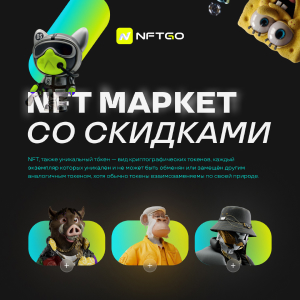 NFTGO
NFT МАРКЕТ
СО СКИДКАМИ
NFT, также уникальный токен — вид криптографических токенов, каждый
экземпляр которых уникален и не может быть обменян или замещён другим
аналогичным токеном, хотя обычно токены взаимозаменяемы по своей природе.